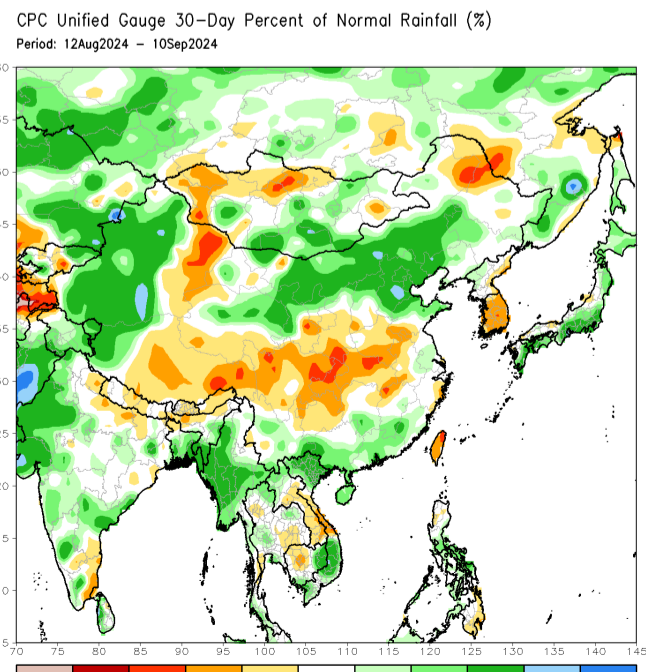 CPC Unified Gauge 30-Day Percent of Normal Rainfall (%)
Period: 12Aug2024 - 10Sep2024
70 75 80 85 90 95 100 105 110 115 120 125 130 135 140 145